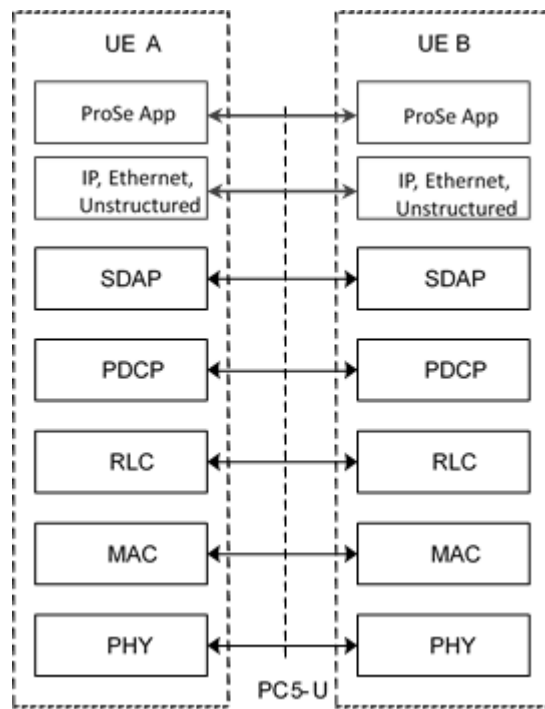 UE A
UE B
ProSe App
ProSe App
IP, Ethernet,
Unstructured
IP, Ethernet,
Unstructured
SDAP
SDAP
PDCP
PDCP
RLC
RLC
MAC
MAC
PHY
PHY
PC5-U